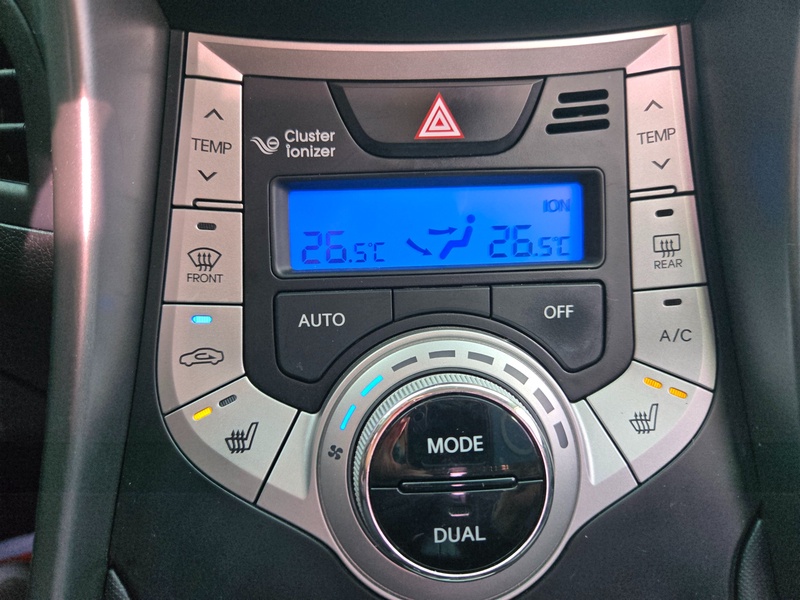 Cluster
ionizer
TEMP
TEMP
ION
26.5℃
26.5℃
FRONT
REAR
AUTO
OFF
A/C
MODE
DUAL